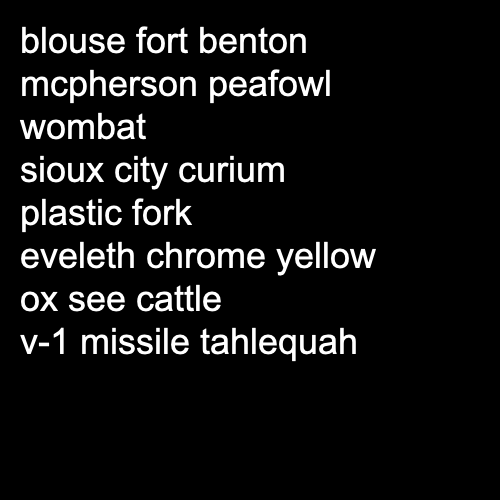 blouse fort benton
mcpherson peafowl
wombat
sioux city curium
plastic fork
eveleth chrome yellow
ox see cattle
v-1 missile tahlequah